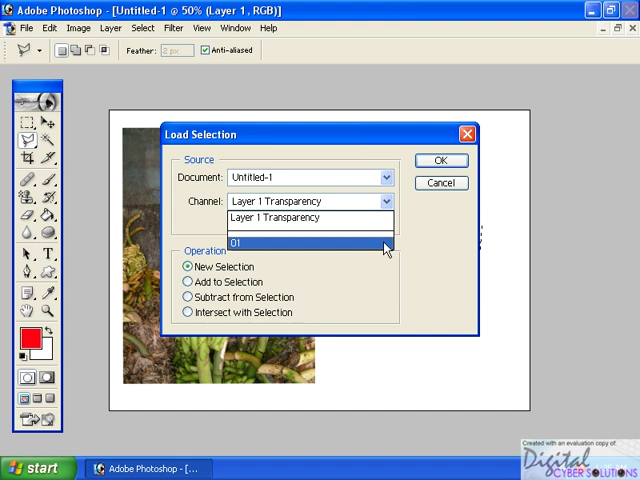 Adobe Photoshop - [Untitled-1 @ 50% (Layer 1, RGB)]
File Edit Image Layer Select Filter View Window Help
Feather: 2 px Anti-aliased
Load Selection
Source
Document: Untitled-1
Channel: Layer 1 Transparency
Layer 1 Transparency
01
Operation
New Selection
Add to Selection
Subtract from Selection
Intersect with Selection
OK
Cancel
T
start
Adobe Photoshop - [...
Created with an evaluation copy of:
Digital
CYBER SOLUTIONS